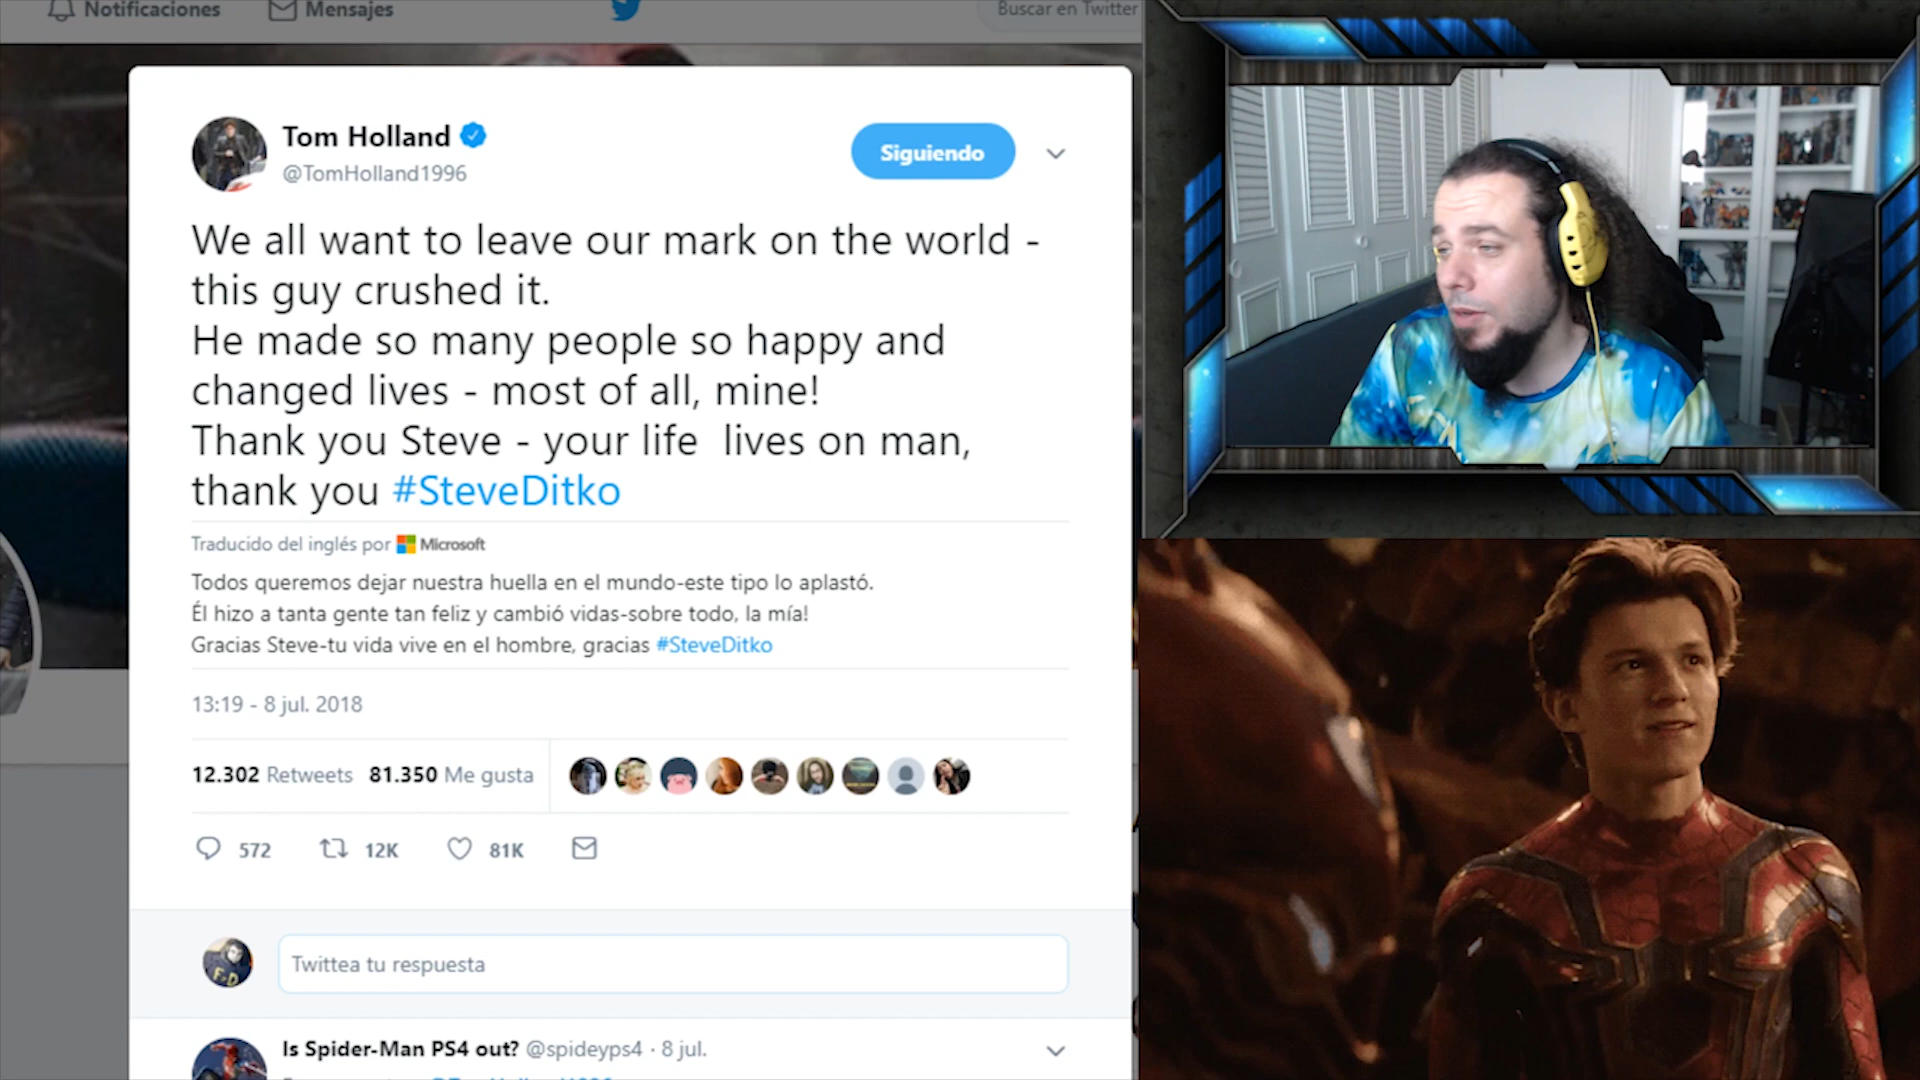 Notificaciones
Mensajes
Buscar en Twitter
Tom Holland
@TomHolland1996
Siguiendo
We all want to leave our mark on the world -
this guy crushed it.
He made so many people so happy and
changed lives - most of all, mine!
Thank you Steve - your life  lives on man,
thank you #SteveDitko
Traducido del inglés por Microsoft
Todos queremos dejar nuestra huella en el mundo-este tipo lo aplastó.
Él hizo a tanta gente tan feliz y cambió vidas-sobre todo, la mía!
Gracias Steve-tu vida vive en el hombre, gracias #SteveDitko
13:19 - 8 jul. 2018
12.302 Retweets 81.350 Me gusta
572 12K 81K
Twittea tu respuesta
Is Spider-Man PS4 out? @spideyps4 · 8 jul.